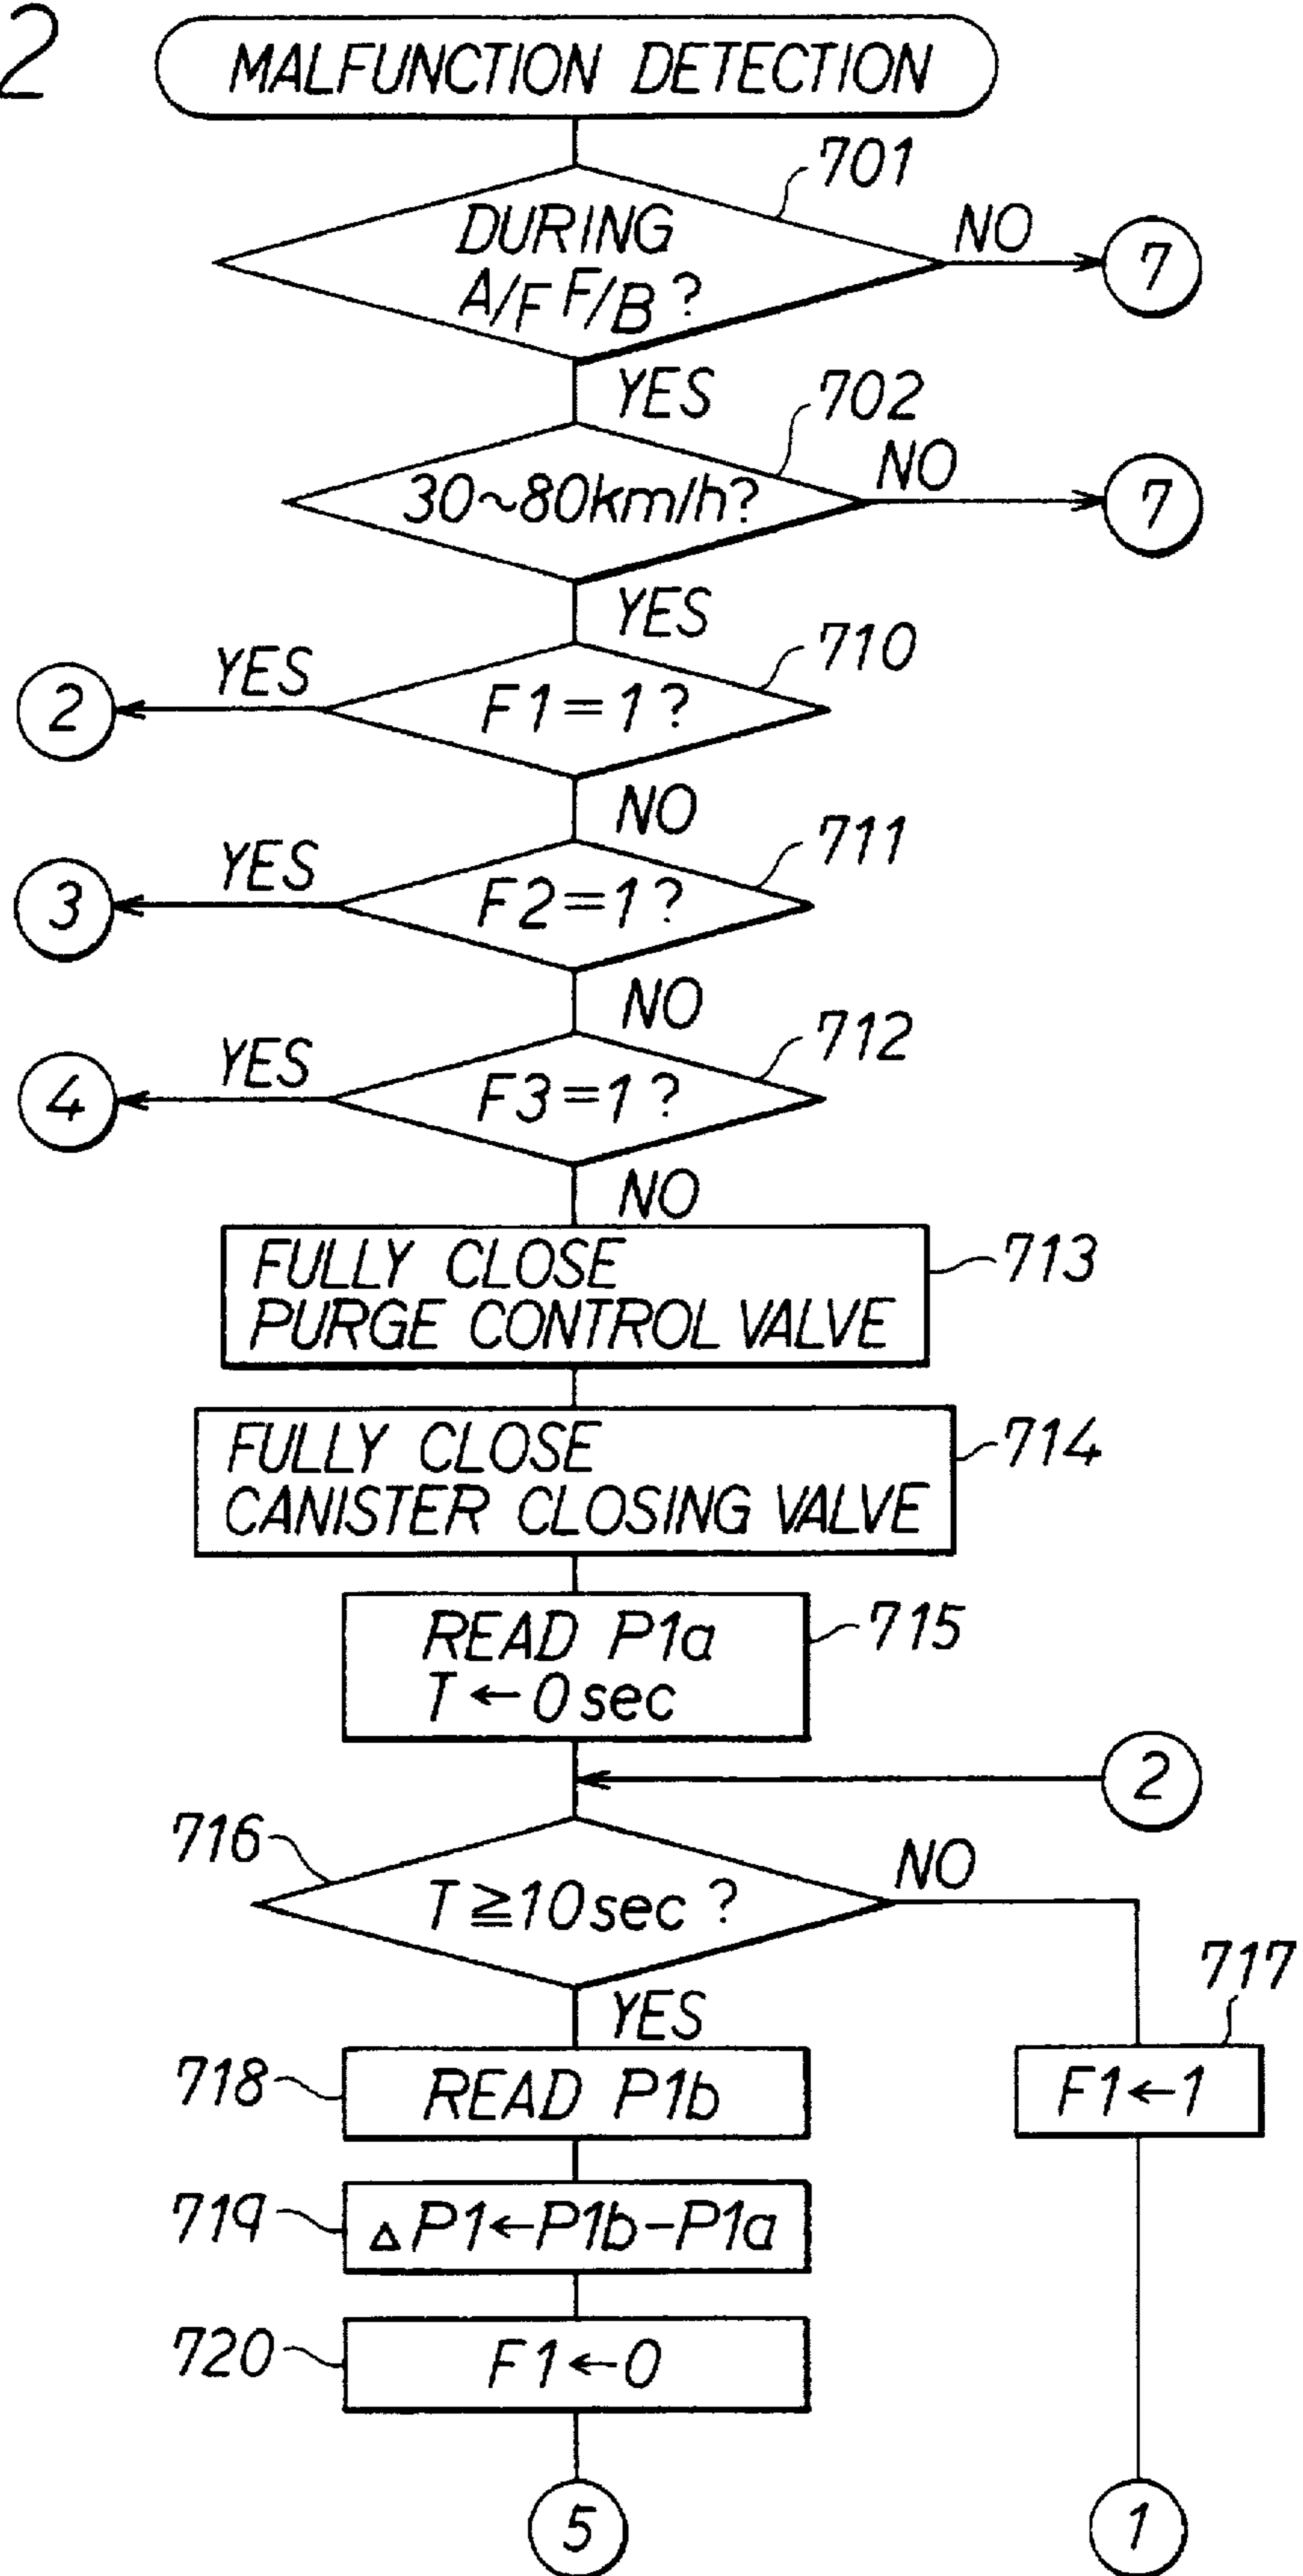 2
MALFUNCTION DETECTION
701
DURING
A/F F/B?
NO
7
YES
702
30~80km/h?
NO
7
YES
710
F1=1?
YES
2
NO
711
F2=1?
YES
3
NO
712
F3=1?
YES
4
NO
FULLY CLOSE
PURGE CONTROL VALVE
713
FULLY CLOSE
CANISTER CLOSING VALVE
714
READ P1a
T←0sec
715
2
716
T≧10sec?
NO
717
YES
718
READ P1b
F1←1
719
△P1←P1b-P1a
720
F1←0
5
1